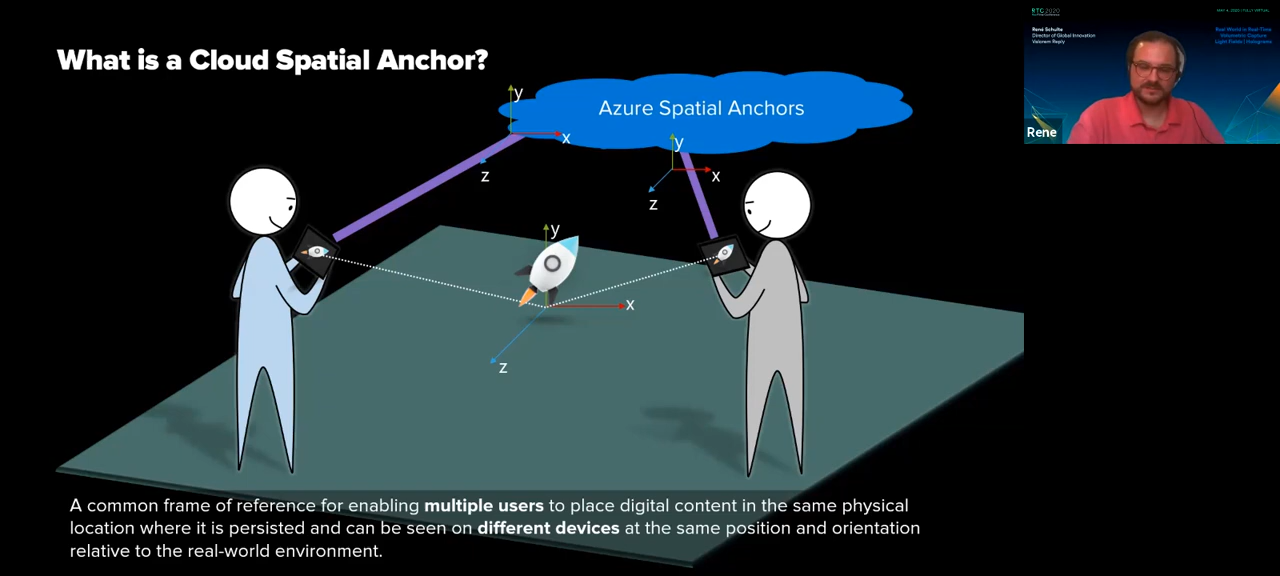 What is a Cloud Spatial Anchor?
Azure Spatial Anchors
y
x
z
y
x
z
y
x
z
A common frame of reference for enabling multiple users to place digital content in the same physical
location where it is persisted and can be seen on different devices at the same position and orientation
relative to the real-world environment.
RTC 2020
René Schulte
Director of Global Innovation
Valorem Reply
Real World in Real Time
Volumetric Capture
Light Fields | Holograms
Rene